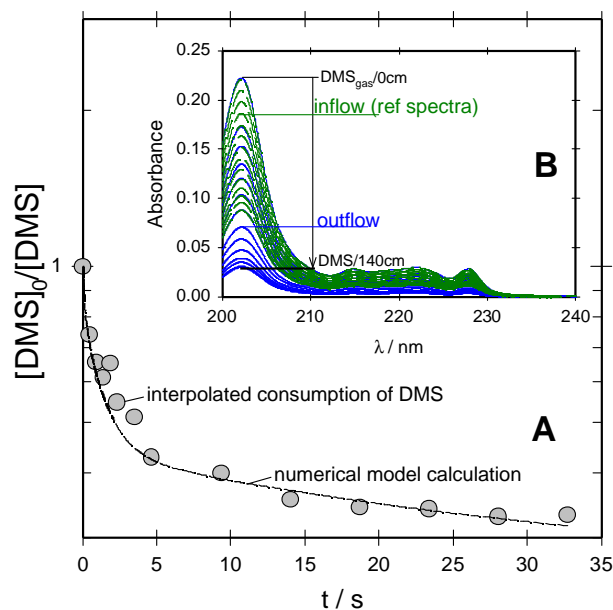 0.25
0.20
0.15
0.10
0.05
0.00
Absorbance
DMSgas/0cm
inflow (ref spectra)
B
outflow
DMS/140cm
200 210 220 230 240
λ / nm
1
[DMS]0/[DMS]
interpolated consumption of DMS
A
numerical model calculation
0 5 10 15 20 25 30 35
t / s